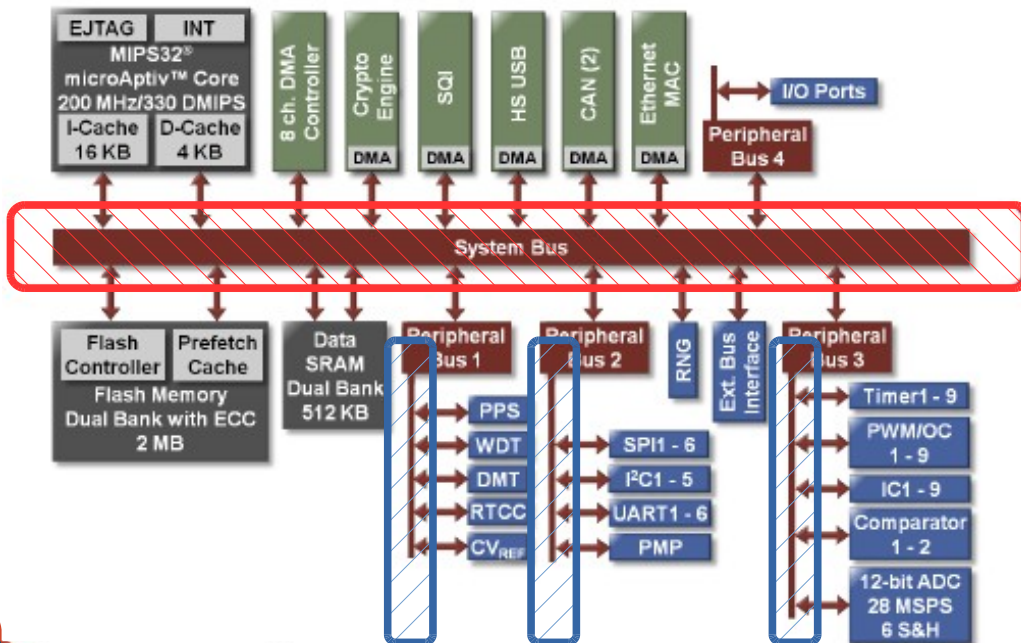 EJTAG
INT
MIPS32®
microAptiv™ Core
200 MHz/330 DMIPS
I-Cache
16 KB
D-Cache
4 KB
8 ch. DMA
Controller
Crypto
Engine
DMA
SQI
DMA
HS USB
DMA
CAN (2)
DMA
Ethernet
MAC
DMA
I/O Ports
Peripheral
Bus 4
System Bus
Flash
Controller
Prefetch
Cache
Flash Memory
Dual Bank with ECC
2 MB
Data
SRAM
Dual Bank
512 KB
Peripheral
Bus 1
PPS
WDT
DMT
RTCC
CVREF
Peripheral
Bus 2
SPI1 - 6
I²C1 - 5
UART1 - 6
PMP
RNG
Ext. Bus
Interface
Peripheral
Bus 3
Timer1 - 9
PWM/OC
1 - 9
IC1 - 9
Comparator
1 - 2
12-bit ADC
28 MSPS
6 S&H